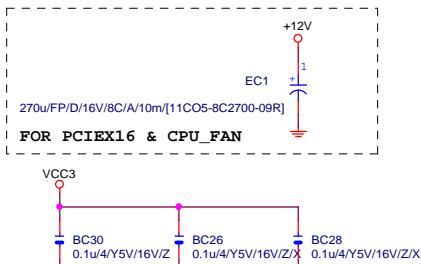 +12V
1
EC1
+
270u/FP/D/16V/8C/A/10m/[11CO5-8C2700-09R]
FOR PCIEX16 & CPU_FAN
VCC3
BC30 BC26 BC28
0.1u/4/Y5V/16V/Z 0.1u/4/Y5V/16V/Z/X 0.1u/4/Y5V/16V/Z/X